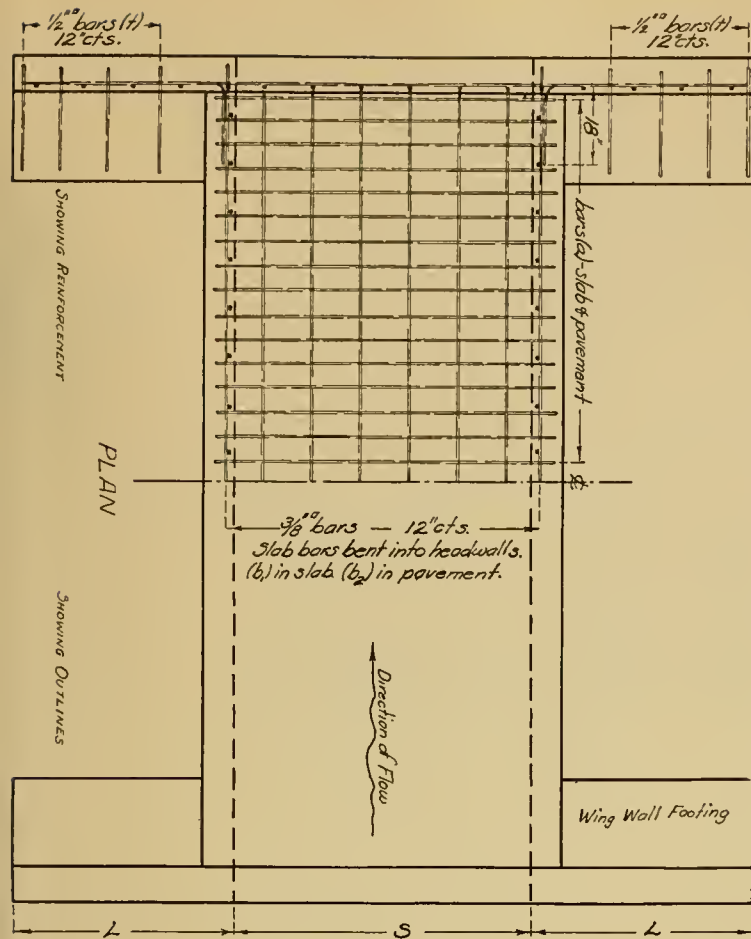 1/2"□ bars (t)
12" cts.
1/2"□ bars (t)
12" cts.
18"
bars (a) - slab & pavement
SHOWING REINFORCEMENT
PLAN
℄
3/8"□ bars — 12" cts.
Slab bars bent into headwalls.
(b1) in slab (b2) in pavement.
SHOWING OUTLINES
Direction of Flow
Wing Wall Footing
L
S
L